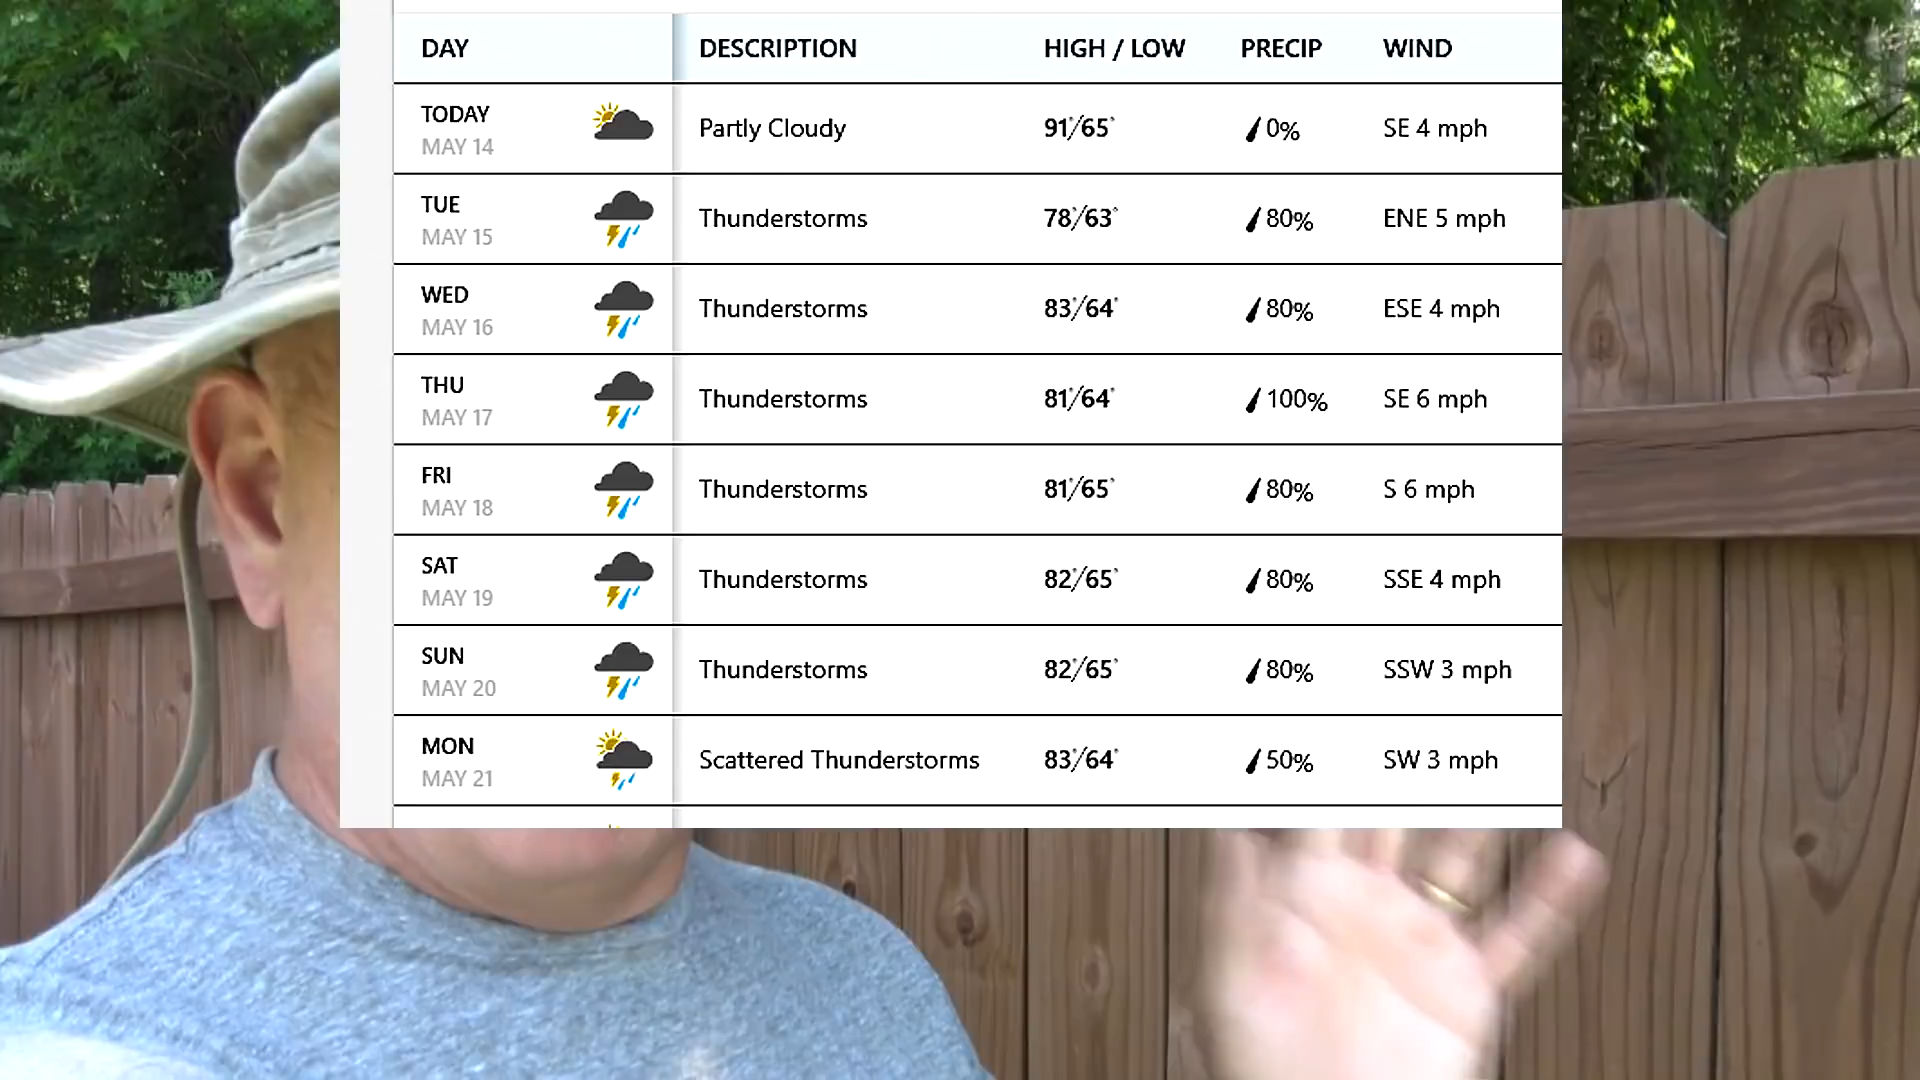 DAY DESCRIPTION HIGH / LOW PRECIP WIND
TODAY
MAY 14
Partly Cloudy 91°/65° 0% SE 4 mph
TUE
MAY 15
Thunderstorms 78°/63° 80% ENE 5 mph
WED
MAY 16
Thunderstorms 83°/64° 80% ESE 4 mph
THU
MAY 17
Thunderstorms 81°/64° 100% SE 6 mph
FRI
MAY 18
Thunderstorms 81°/65° 80% S 6 mph
SAT
MAY 19
Thunderstorms 82°/65° 80% SSE 4 mph
SUN
MAY 20
Thunderstorms 82°/65° 80% SSW 3 mph
MON
MAY 21
Scattered Thunderstorms 83°/64° 50% SW 3 mph